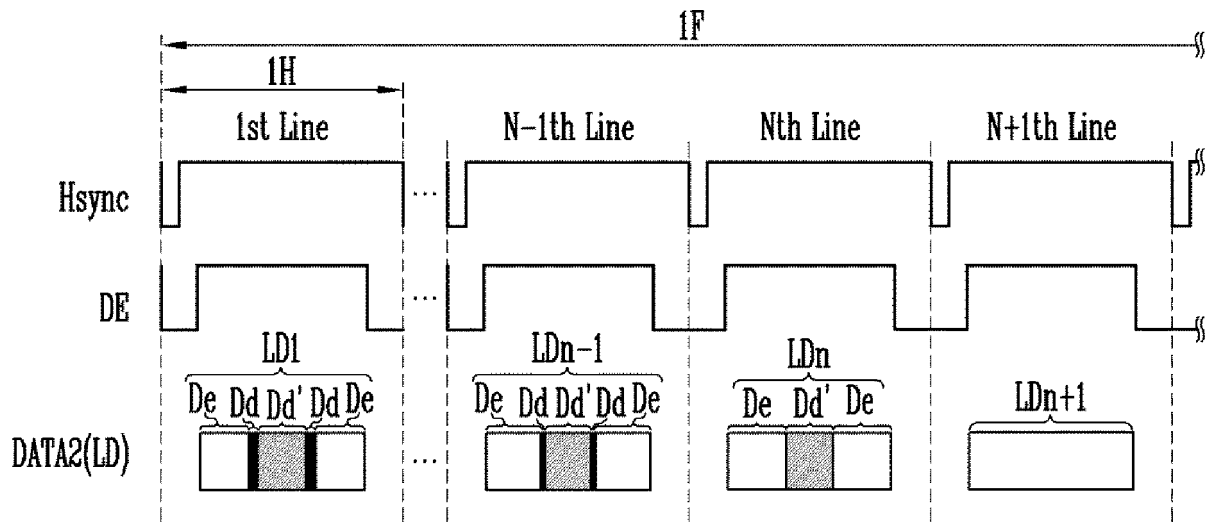 1F
1H
1st Line N-1th Line Nth Line N+1th Line
Hsync ...
DE ...
LD1 LDn-1 LDn LDn+1
De Dd Dd' Dd De De Dd Dd' Dd De De Dd' De
DATA2(LD) ...